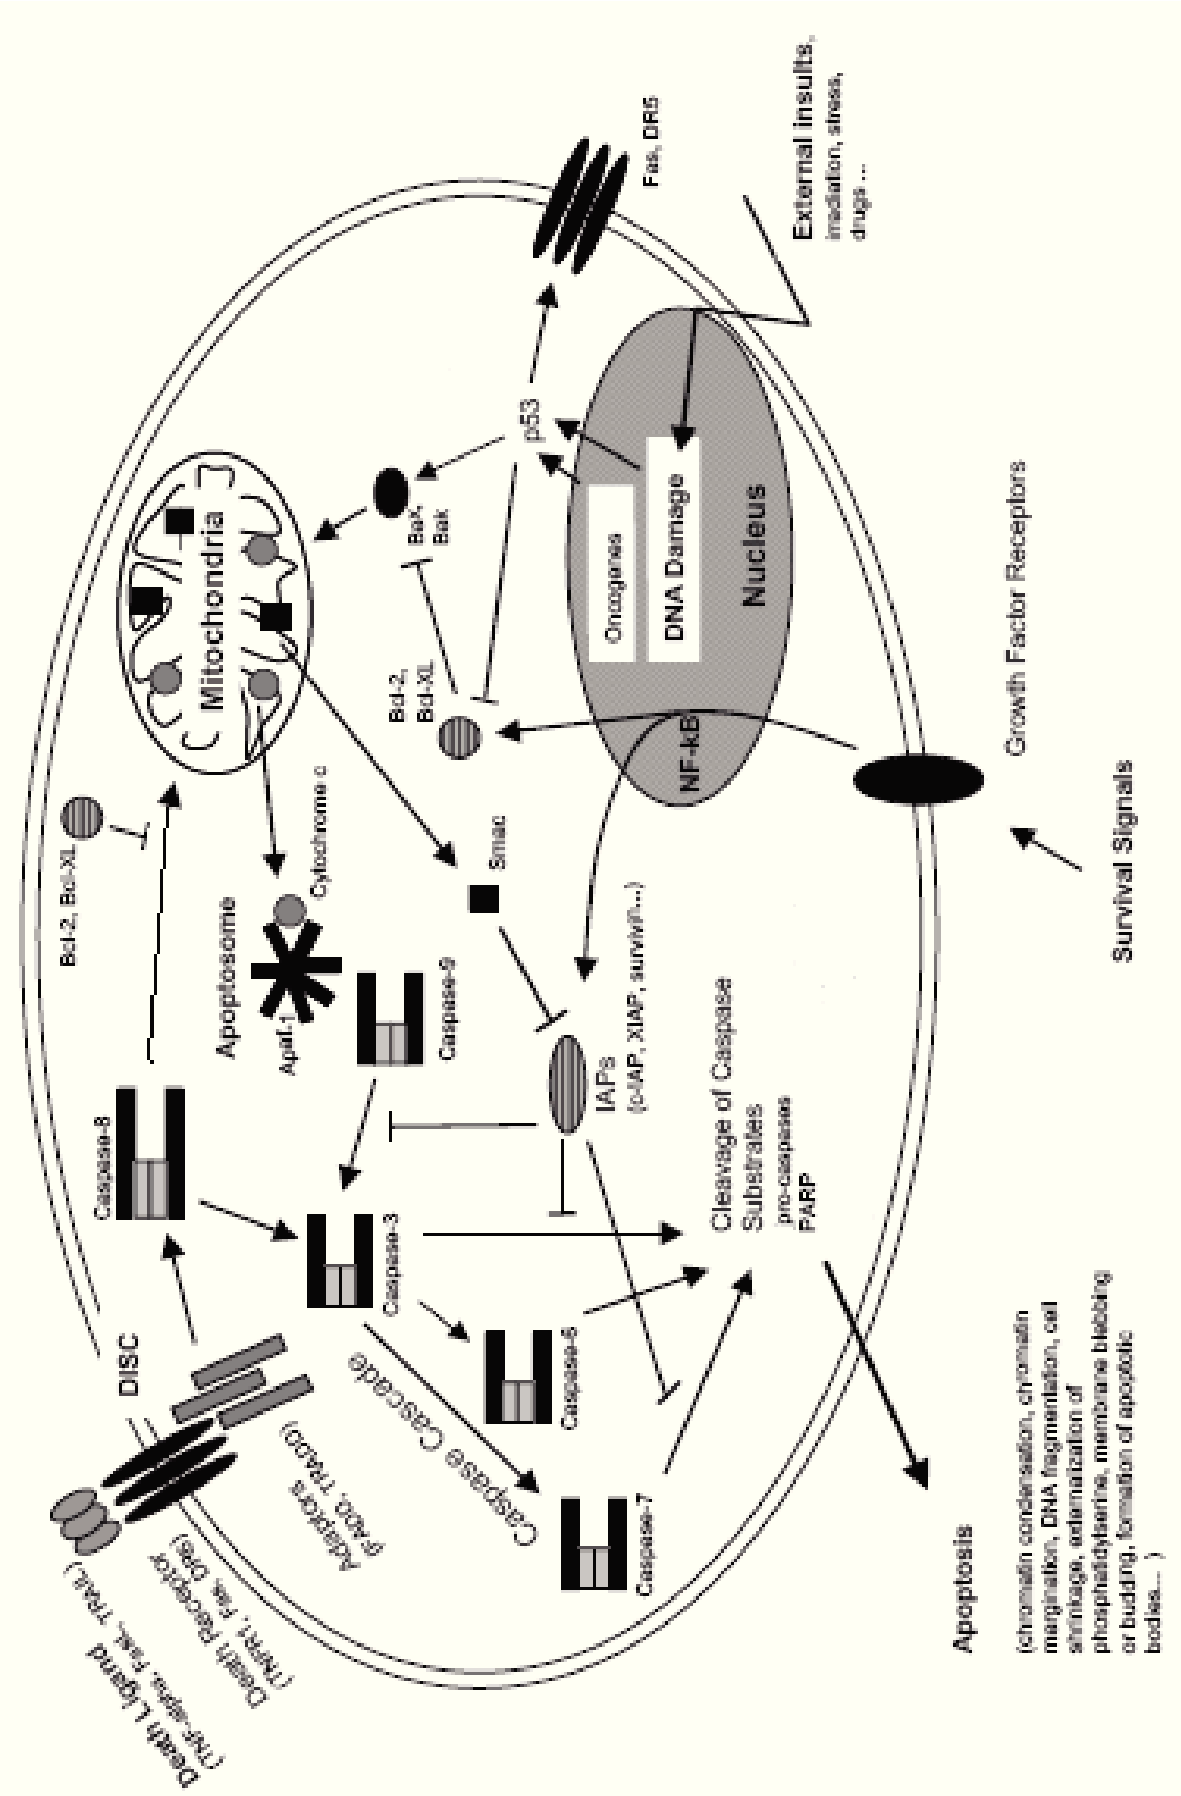 Death Ligand
(TNF-alpha, FasL, TRAIL)
Death Receptor
(TNFR1, Fas, DR5)
Adaptors
(FADD, TRADD)
DISC
Caspase-8
Bcl-2, Bcl-XL
Mitochondria
Apoptosome
Apaf-1
Cytochrome c
Caspase-9
Caspase-3
Caspase Cascade
Caspase-6
Caspase-7
Smac
IAPs
(c-IAP, XIAP, survivin...)
Bcl-2,
Bcl-XL
Bax
Bak
p53
Fas, DR5
Oncogenes
DNA Damage
Nucleus
NF-kB
External insults,
irradiation, stress,
drugs ...
Growth Factor Receptors
Survival Signals
Cleavage of Caspase
Substrates
pro-caspases
PARP
Apoptosis
(chromatin condensation, chromatin
margination, DNA fragmentation, cell
shrinkage, externalization of
phosphatidylserine, membrane blebbing
or budding, formation of apoptotic
bodies... )